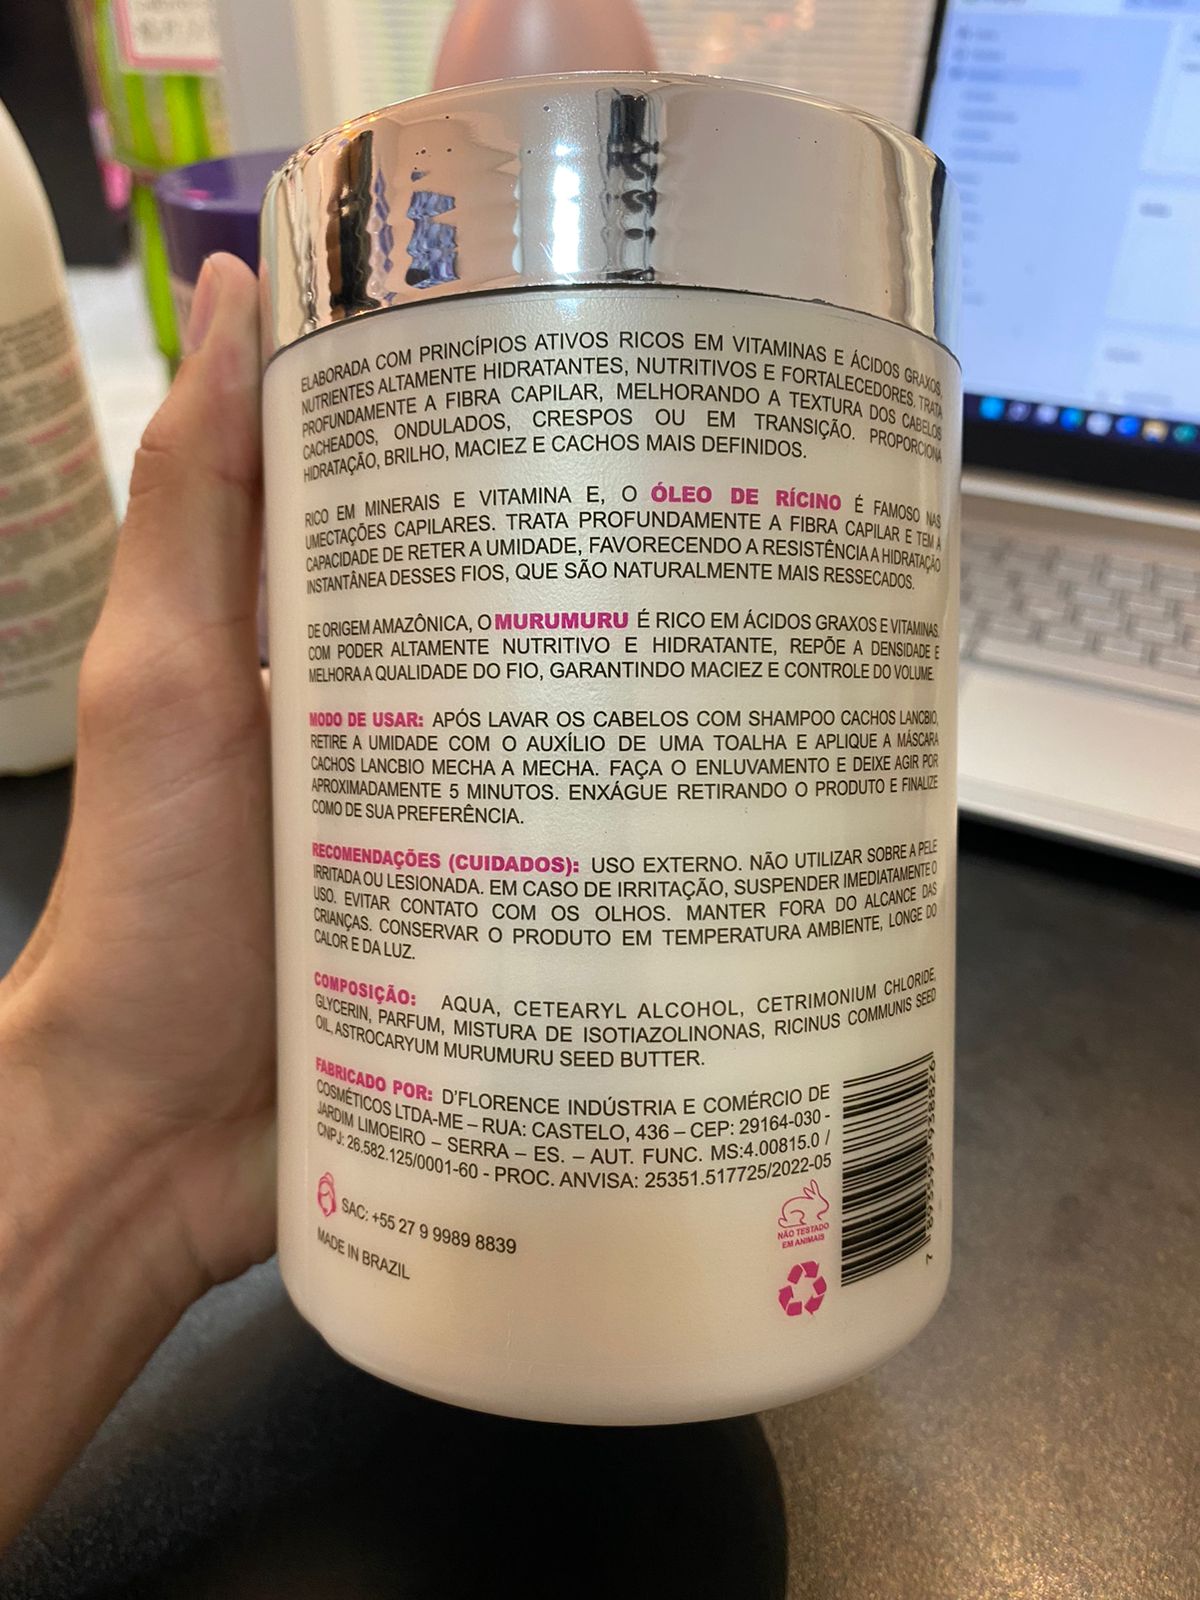 ELABORADA COM PRINCÍPIOS ATIVOS RICOS EM VITAMINAS E ÁCIDOS GRAXOS,
NUTRIENTES ALTAMENTE HIDRATANTES, NUTRITIVOS E FORTALECEDORES. TRATA
PROFUNDAMENTE A FIBRA CAPILAR, MELHORANDO A TEXTURA DOS CABELOS
CACHEADOS, ONDULADOS, CRESPOS OU EM TRANSIÇÃO. PROPORCIONA
HIDRATAÇÃO, BRILHO, MACIEZ E CACHOS MAIS DEFINIDOS.
RICO EM MINERAIS E VITAMINA E, O ÓLEO DE RÍCINO É FAMOSO NAS
UMECTAÇÕES CAPILARES. TRATA PROFUNDAMENTE A FIBRA CAPILAR E TEM A
CAPACIDADE DE RETER A UMIDADE, FAVORECENDO A RESISTÊNCIA A HIDRATAÇÃO
INSTANTÂNEA DESSES FIOS, QUE SÃO NATURALMENTE MAIS RESSECADOS.
DE ORIGEM AMAZÔNICA, O MURUMURU É RICO EM ÁCIDOS GRAXOS E VITAMINAS.
COM PODER ALTAMENTE NUTRITIVO E HIDRATANTE, REPÕE A DENSIDADE E
MELHORA A QUALIDADE DO FIO, GARANTINDO MACIEZ E CONTROLE DO VOLUME.
MODO DE USAR: APÓS LAVAR OS CABELOS COM SHAMPOO CACHOS LANCBIO,
RETIRE A UMIDADE COM O AUXÍLIO DE UMA TOALHA E APLIQUE A MÁSCARA
CACHOS LANCBIO MECHA A MECHA. FAÇA O ENLUVAMENTO E DEIXE AGIR POR
APROXIMADAMENTE 5 MINUTOS. ENXÁGUE RETIRANDO O PRODUTO E FINALIZE
COMO DE SUA PREFERÊNCIA.
RECOMENDAÇÕES (CUIDADOS): USO EXTERNO. NÃO UTILIZAR SOBRE A PELE
IRRITADA OU LESIONADA. EM CASO DE IRRITAÇÃO, SUSPENDER IMEDIATAMENTE O
USO. EVITAR CONTATO COM OS OLHOS. MANTER FORA DO ALCANCE DAS
CRIANÇAS. CONSERVAR O PRODUTO EM TEMPERATURA AMBIENTE, LONGE DO
CALOR E DA LUZ.
COMPOSIÇÃO: AQUA, CETEARYL ALCOHOL, CETRIMONIUM CHLORIDE,
GLYCERIN, PARFUM, MISTURA DE ISOTIAZOLINONAS, RICINUS COMMUNIS SEED
OIL, ASTROCARYUM MURUMURU SEED BUTTER.
FABRICADO POR: D'FLORENCE INDÚSTRIA E COMÉRCIO DE
COSMÉTICOS LTDA-ME – RUA: CASTELO, 436 – CEP: 29164-030 -
JARDIM LIMOEIRO – SERRA – ES. – AUT. FUNC. MS:4.00815.0 /
CNPJ: 26.582.125/0001-60 - PROC. ANVISA: 25351.517725/2022-05
SAC: +55 27 9 9989 8839
MADE IN BRAZIL
NÃO TESTADO
EM ANIMAIS
7 895595 938826